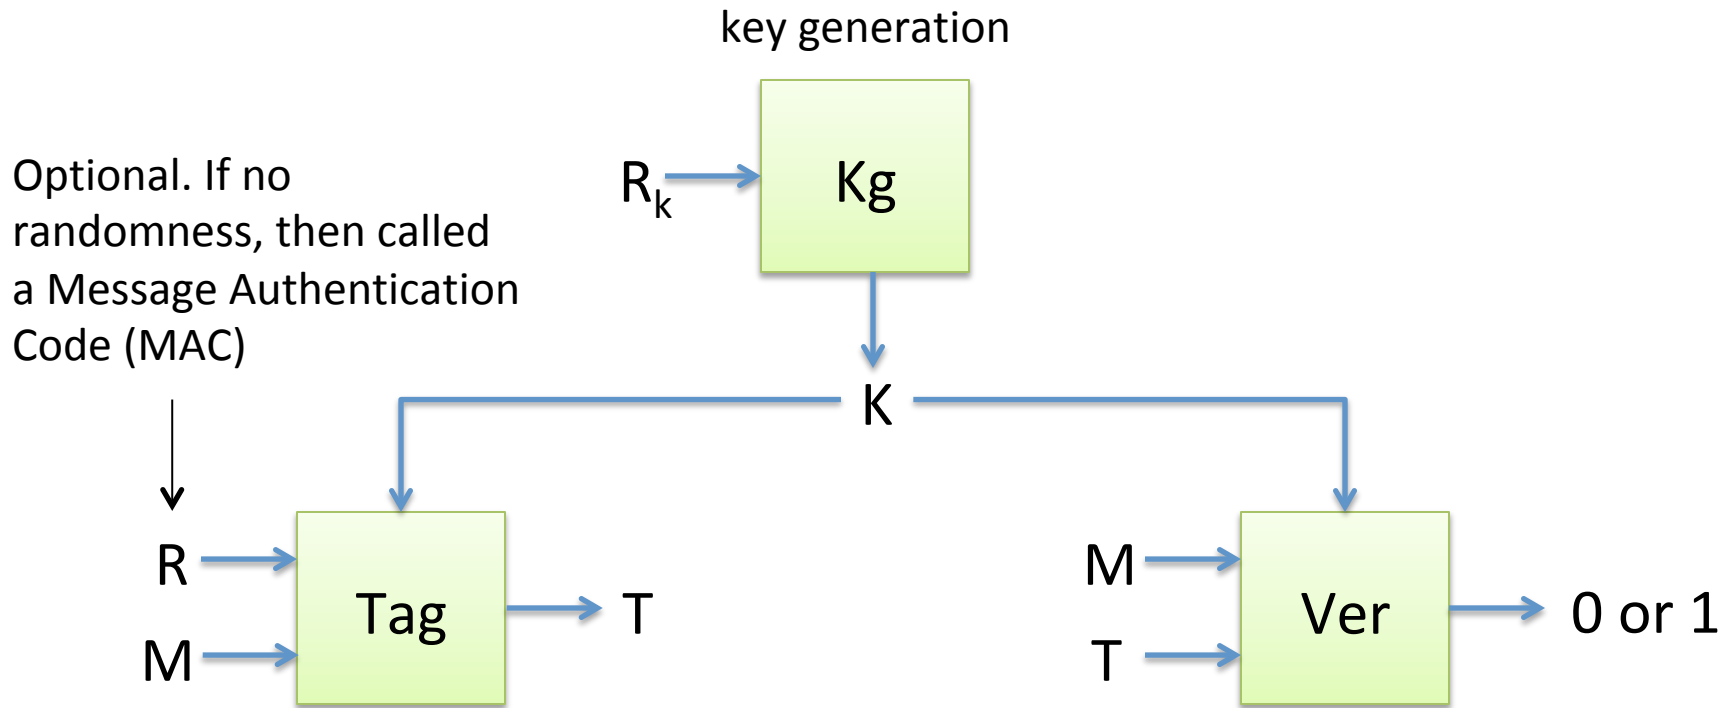 key generation
Optional. If no
randomness, then called
a Message Authentication
Code (MAC)
Rk
Kg
K
R
M
Tag
T
M
T
Ver
0 or 1